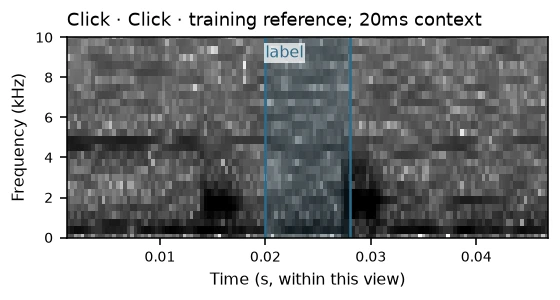 Click · Click · training reference; 20ms context
label
10
8
6
4
2
0
Frequency (kHz)
0.01 0.02 0.03 0.04
Time (s, within this view)